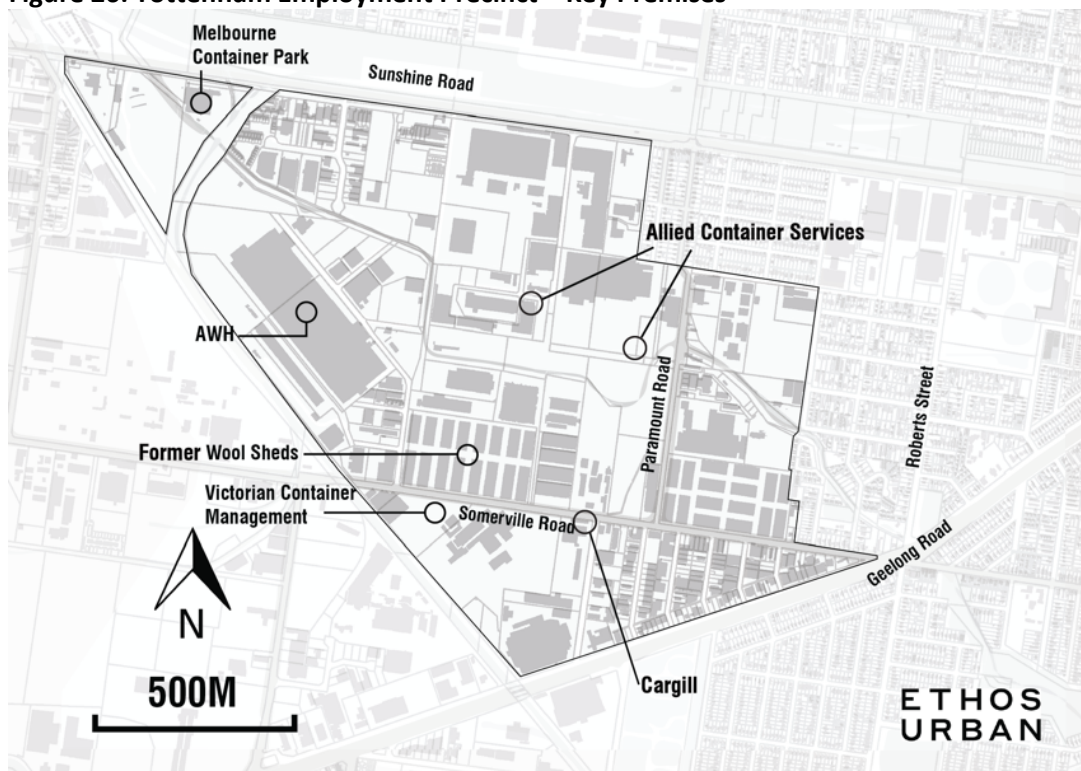 Figure 20: Tottenham Employment Precinct – Key Premises
Melbourne
Container Park
Sunshine Road
Allied Container Services
AWH
Paramount Road
Roberts Street
Former Wool Sheds
Victorian Container
Management
Somerville Road
Geelong Road
N
500M
Cargill
ETHOS
URBAN